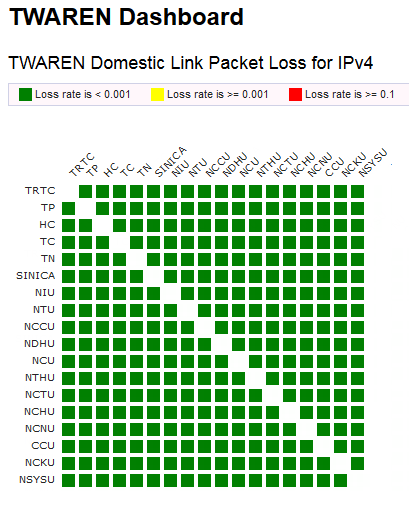 TWAREN Dashboard
TWAREN Domestic Link Packet Loss for IPv4
Loss rate is < 0.001 Loss rate is >= 0.001 Loss rate is >= 0.1
TRTC TP HC TC TN SINICA NIU NTU NCCU NDHU NCU NTHU NCTU NCHU NCNU CCU NCKU NSYSU
TRTC
TP
HC
TC
TN
SINICA
NIU
NTU
NCCU
NDHU
NCU
NTHU
NCTU
NCHU
NCNU
CCU
NCKU
NSYSU